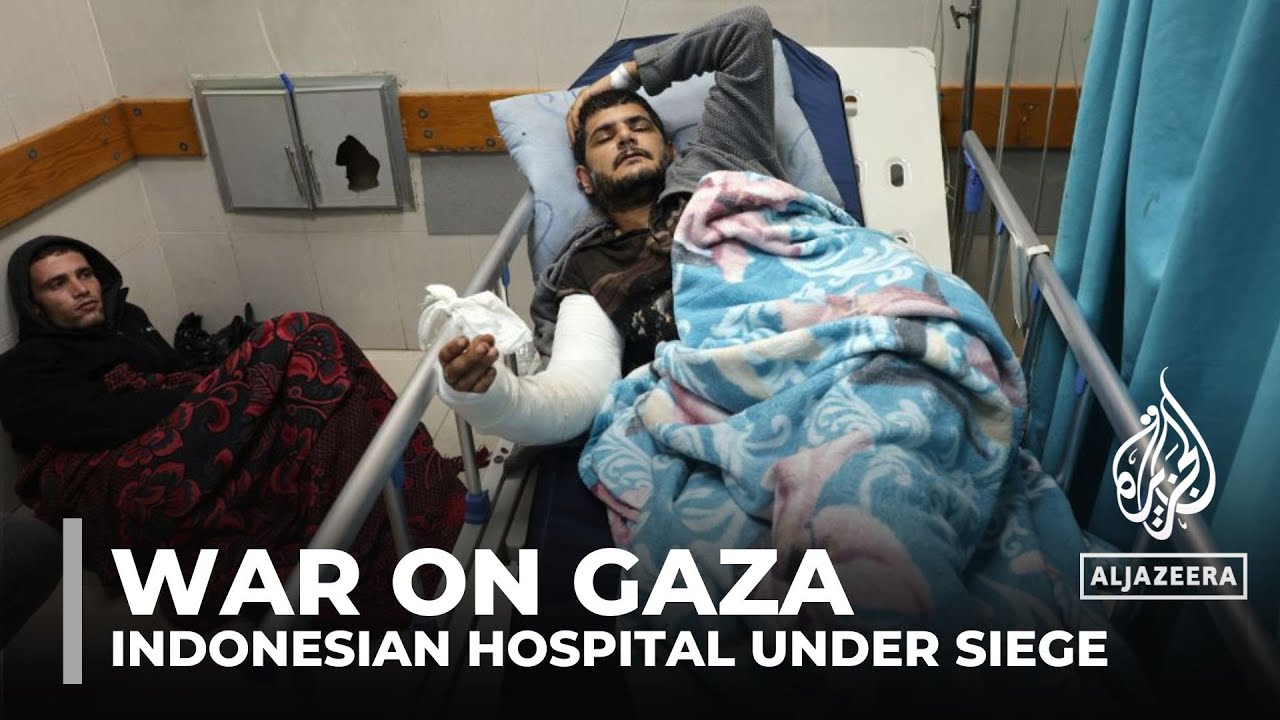 WAR ON GAZA
INDONESIAN HOSPITAL UNDER SIEGE
الجزيرة
ALJAZEERA